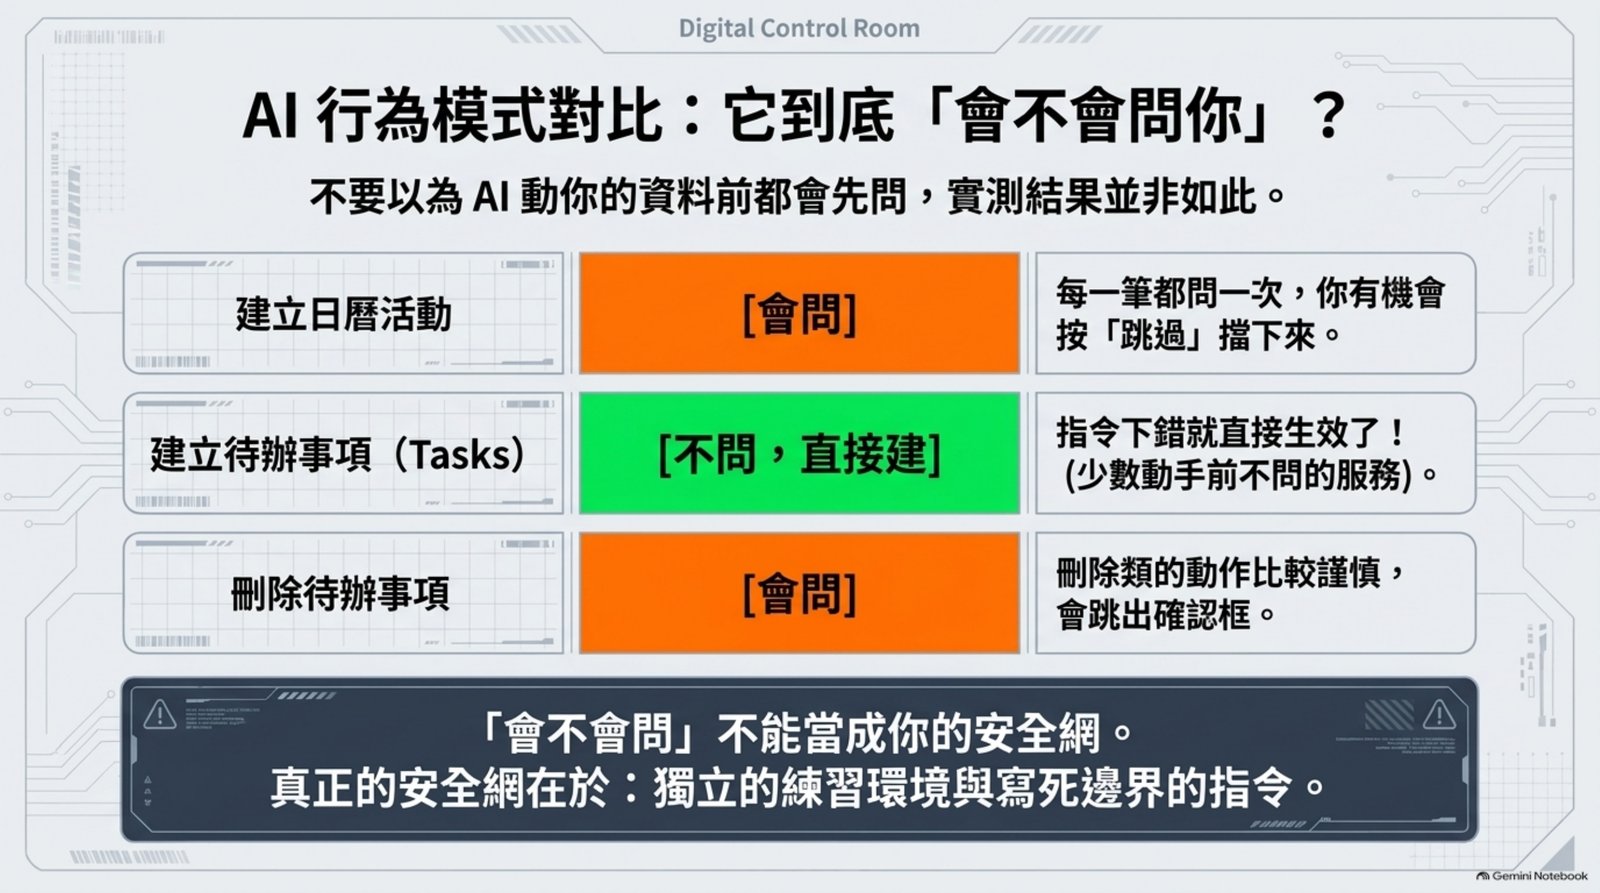 Digital Control Room
AI 行為模式對比：它到底「會不會問你」？
不要以為 AI 動你的資料前都會先問，實測結果並非如此。
建立日曆活動
[會問]
每一筆都問一次，你有機會
按「跳過」擋下來。
建立待辦事項（Tasks）
[不問，直接建]
指令下錯就直接生效了！
(少數動手前不問的服務)。
刪除待辦事項
[會問]
刪除類的動作比較謹慎，
會跳出確認框。
「會不會問」不能當成你的安全網。
真正的安全網在於：獨立的練習環境與寫死邊界的指令。
Gemini Notebook